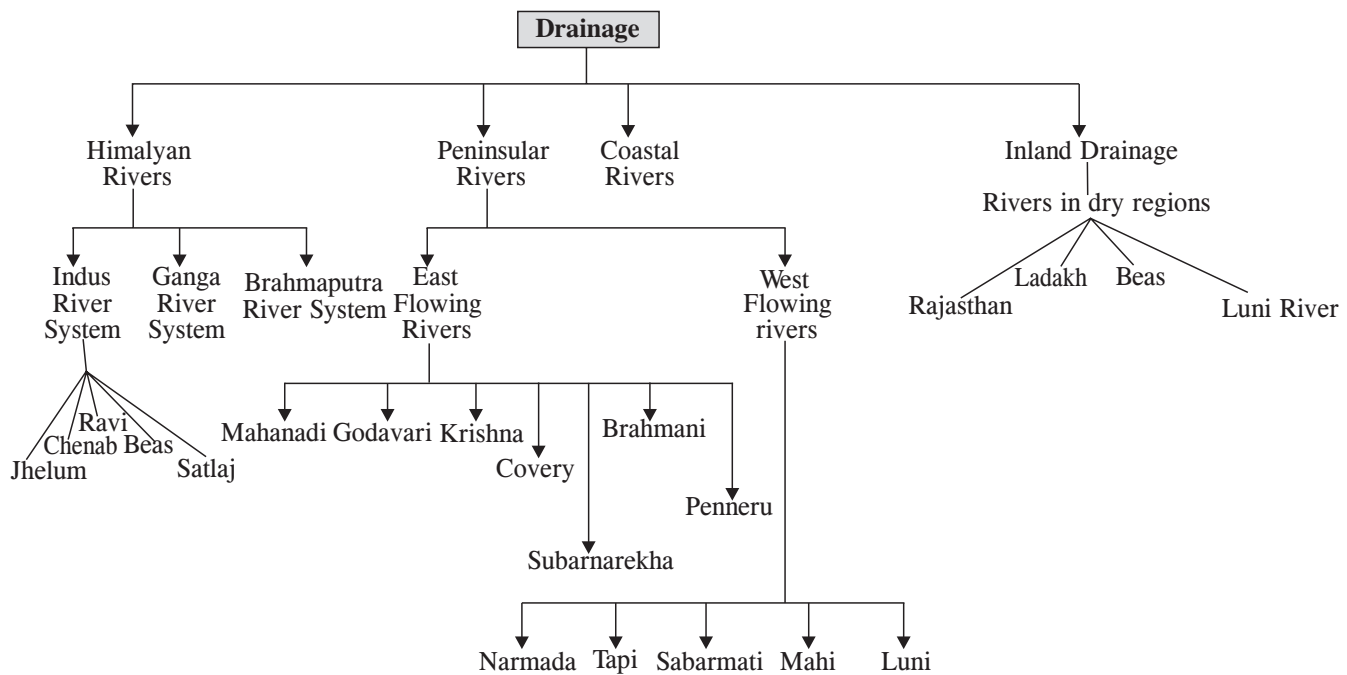 Drainage
Himalyan
Rivers
Peninsular
Rivers
Coastal
Rivers
Inland Drainage
Rivers in dry regions
Rajasthan
Ladakh
Beas
Luni River
Indus
River
System
Ganga
River
System
Brahmaputra
River System
East
Flowing
Rivers
West
Flowing
rivers
Jhelum
Chenab
Ravi
Beas
Satlaj
Mahanadi
Godavari
Krishna
Covery
Subarnarekha
Brahmani
Penneru
Narmada
Tapi
Sabarmati
Mahi
Luni